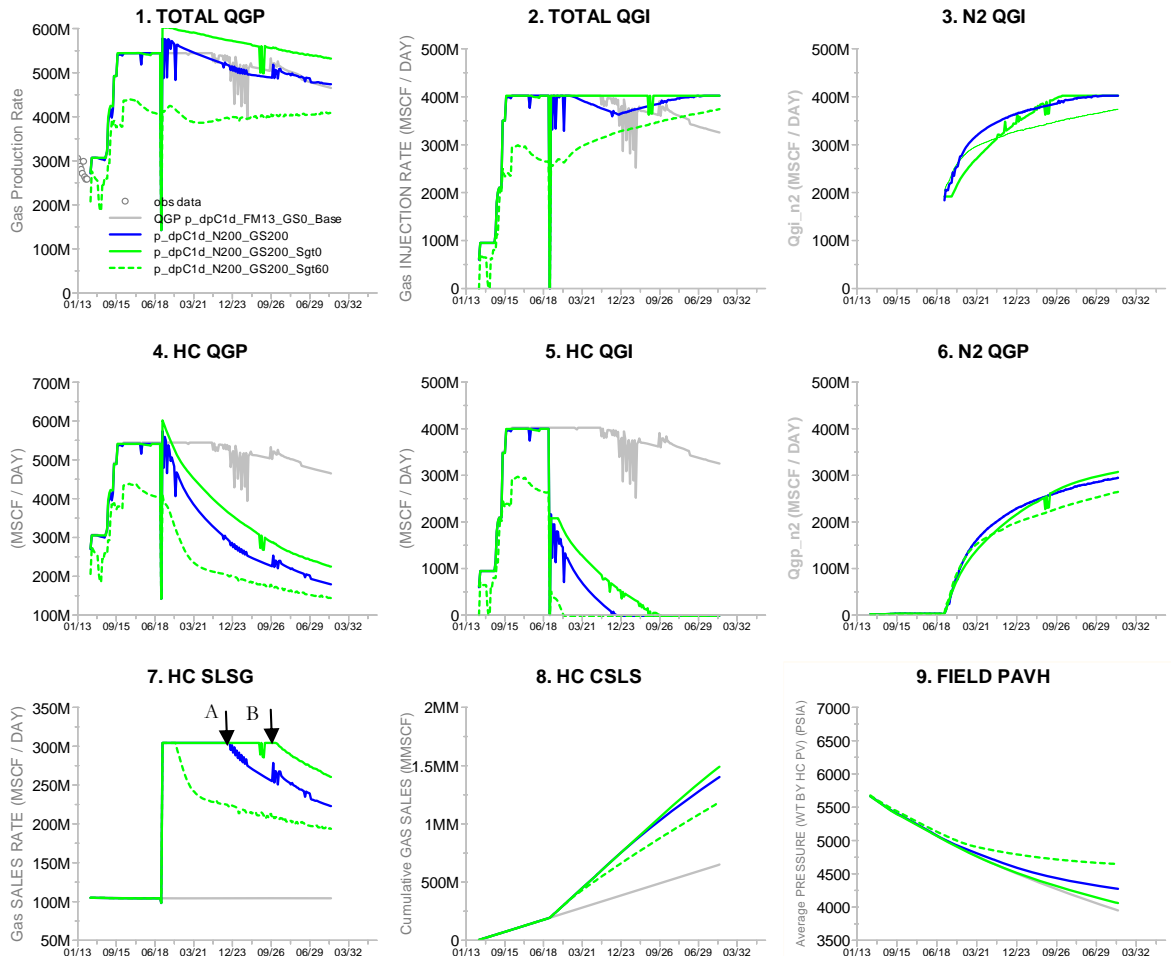 1. TOTAL QGP
600M
500M
400M
300M
200M
100M
0
Gas Production Rate
obs data
QGP p_dpC1d_FM13_GS0_Base
p_dpC1d_N200_GS200
p_dpC1d_N200_GS200_Sgt0
p_dpC1d_N200_GS200_Sgt60
01/13 09/15 06/18 03/21 12/23 09/26 06/29 03/32
2. TOTAL QGI
500M
400M
300M
200M
100M
0
Gas INJECTION RATE (MSCF / DAY)
01/13 09/15 06/18 03/21 12/23 09/26 06/29 03/32
3. N2 QGI
500M
400M
300M
200M
100M
0
Qgi_n2 (MSCF / DAY)
01/13 09/15 06/18 03/21 12/23 09/26 06/29 03/32
4. HC QGP
700M
600M
500M
400M
300M
200M
100M
(MSCF / DAY)
01/13 09/15 06/18 03/21 12/23 09/26 06/29 03/32
5. HC QGI
500M
400M
300M
200M
100M
0
(MSCF / DAY)
01/13 09/15 06/18 03/21 12/23 09/26 06/29 03/32
6. N2 QGP
500M
400M
300M
200M
100M
0
Qgp_n2 (MSCF / DAY)
01/13 09/15 06/18 03/21 12/23 09/26 06/29 03/32
7. HC SLSG
350M
300M
250M
200M
150M
100M
50M
Gas SALES RATE (MSCF / DAY)
A B
01/13 09/15 06/18 03/21 12/23 09/26 06/29 03/32
8. HC CSLS
2MM
1.5MM
1MM
500M
0
Cumulative GAS SALES (MMSCF)
01/13 09/15 06/18 03/21 12/23 09/26 06/29 03/32
9. FIELD PAVH
7000
6500
6000
5500
5000
4500
4000
3500
Average PRESSURE (WT BY HC PV) (PSIA)
01/13 09/15 06/18 03/21 12/23 09/26 06/29 03/32